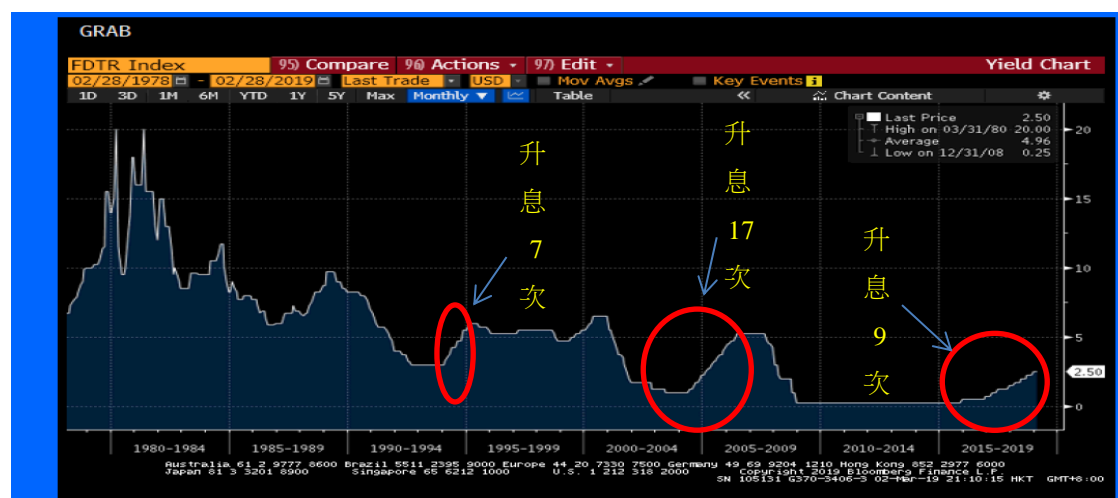 GRAB
FDTR Index 95) Compare 96) Actions 97) Edit Yield Chart
02/28/1978 - 02/28/2019 Last Trade USD Mov Avgs Key Events
1D 3D 1M 6M YTD 1Y 5Y Max Monthly Table Chart Content
Last Price 2.50
High on 03/31/80 20.00
Average 4.96
Low on 12/31/08 0.25
升息7次
升息17次
升息9次
20
15
10
5
2.50
0
1980-1984 1985-1989 1990-1994 1995-1999 2000-2004 2005-2009 2010-2014 2015-2019
Australia 61 2 9777 8600 Brazil 5511 2395 9000 Europe 44 20 7330 7500 Germany 49 69 9204 1210 Hong Kong 852 2977 6000
Japan 81 3 3201 8900 Singapore 65 6212 1000 U.S. 1 212 318 2000 Copyright 2019 Bloomberg Finance L.P.
SN 105131 G370-3406-3 02-Mar-19 21:10:15 HKT GMT+8:00